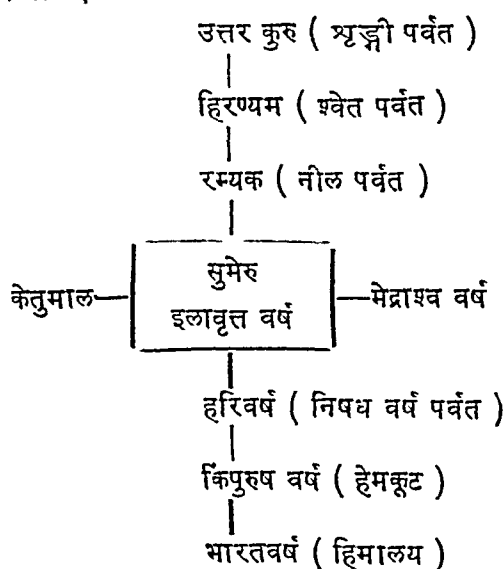 उत्तर कुरु ( शृङ्गी पर्वत )
हिरण्यम ( श्वेत पर्वत )
रम्यक ( नील पर्वत )
सुमेरु
केतुमाल
इलावृत्त वर्ष
मेद्राश्व वर्ष
हरिवर्ष ( निषध वर्ष पर्वत )
किंपुरुष वर्ष ( हेमकूट )
भारतवर्ष ( हिमालय )